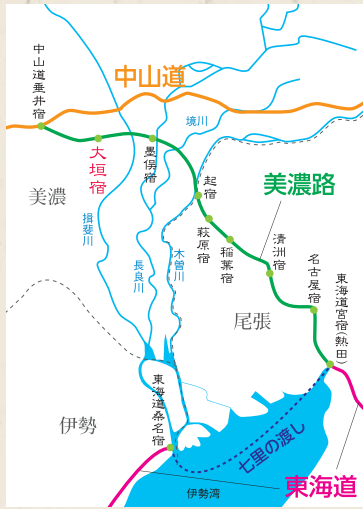 中山道垂井宿
中山道
境川
大垣宿
墨俣宿
美濃
起宿
美濃路
揖斐川
長良川
木曽川
萩原宿
稲葉宿
清洲宿
名古屋宿
東海道宮宿(熱田)
尾張
伊勢
東海道桑名宿
七里の渡し
東海道
伊勢湾